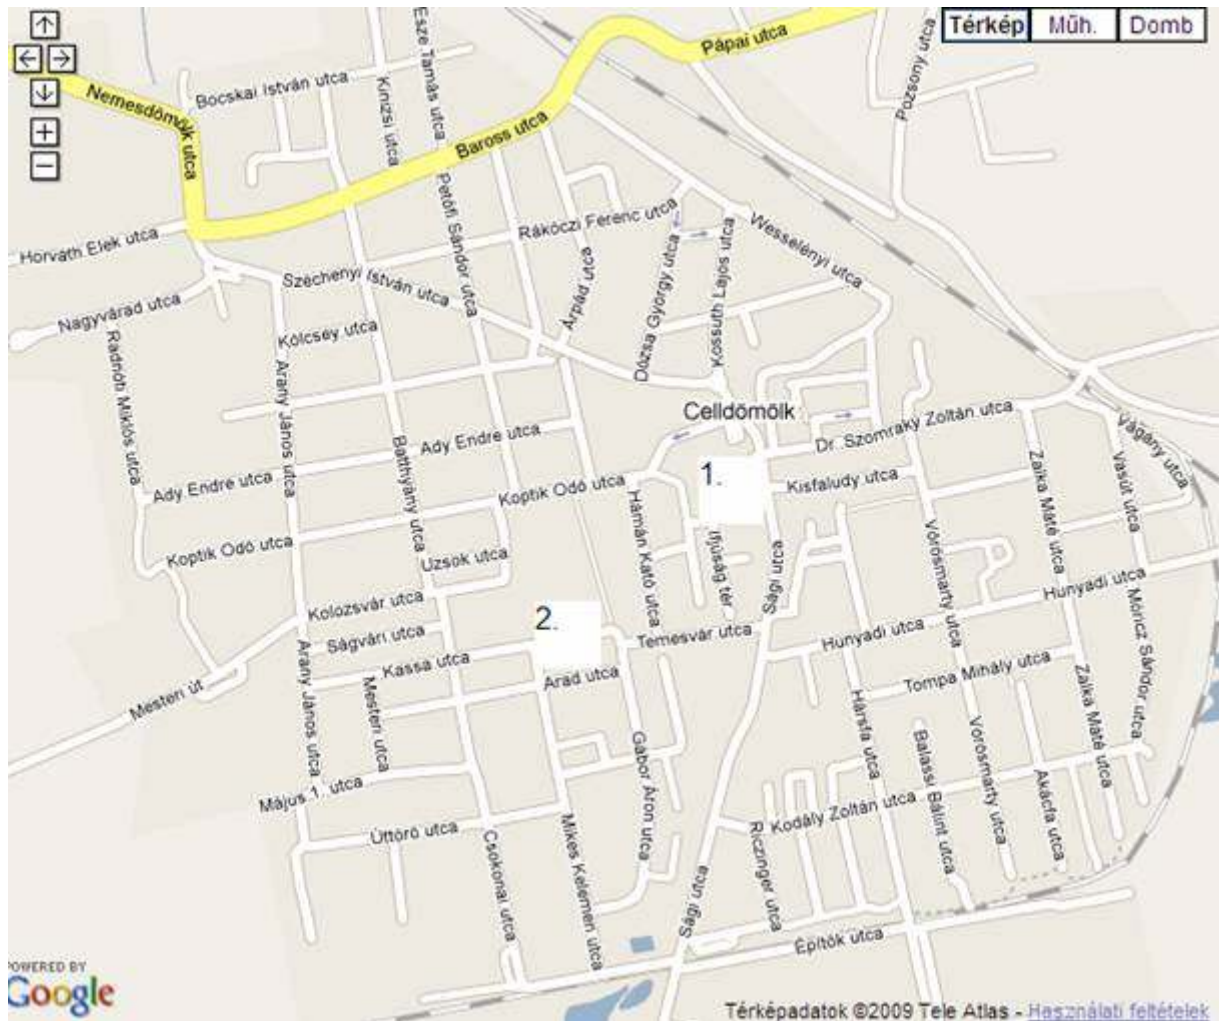 Térkép
Műh.
Domb
Esze Tamás utca
Pápai utca
Pozsony utca
Bocskai István utca
Kinizsi utca
Nemesdömölk utca
Baross utca
Petőfi Sándor utca
Rákóczi Ferenc utca
Wesselényi utca
Horváth Elek utca
Széchenyi István utca
Árpád utca
Dózsa György utca
Kossuth Lajos utca
Nagyvárad utca
Kölcsey utca
Radnóti Miklós utca
Arany János utca
Celldömölk
Batthyány utca
Ady Endre utca
Dr. Szomraky Zoltán utca
Vágány utca
Ady Endre utca
Koptik Odó utca
1.
Kisfaludy utca
Zalka Máté utca
Vasút utca
Hámán Kató utca
Ifjúság tér
Sági utca
Vörösmarty utca
Koptik Odó utca
Uzsok utca
Kolozsvár utca
Hunyadi utca
Móricz Sándor utca
2.
Ságvári utca
Temesvár utca
Hunyadi utca
Kassa utca
Arad utca
Tompa Mihály utca
Mesteri út
Arany János utca
Mesteri utca
Gábor Áron utca
Hársfa utca
Balassi Bálint utca
Vörösmarty utca
Akácfa utca
Zalka Máté utca
Május 1. utca
Kodály Zoltán utca
Úttörő utca
Csokonai utca
Mikes Kelemen utca
Riczinger utca
Sági utca
Építők utca
POWERED BY
Google
Térképadatok ©2009 Tele Atlas - Használati feltételek